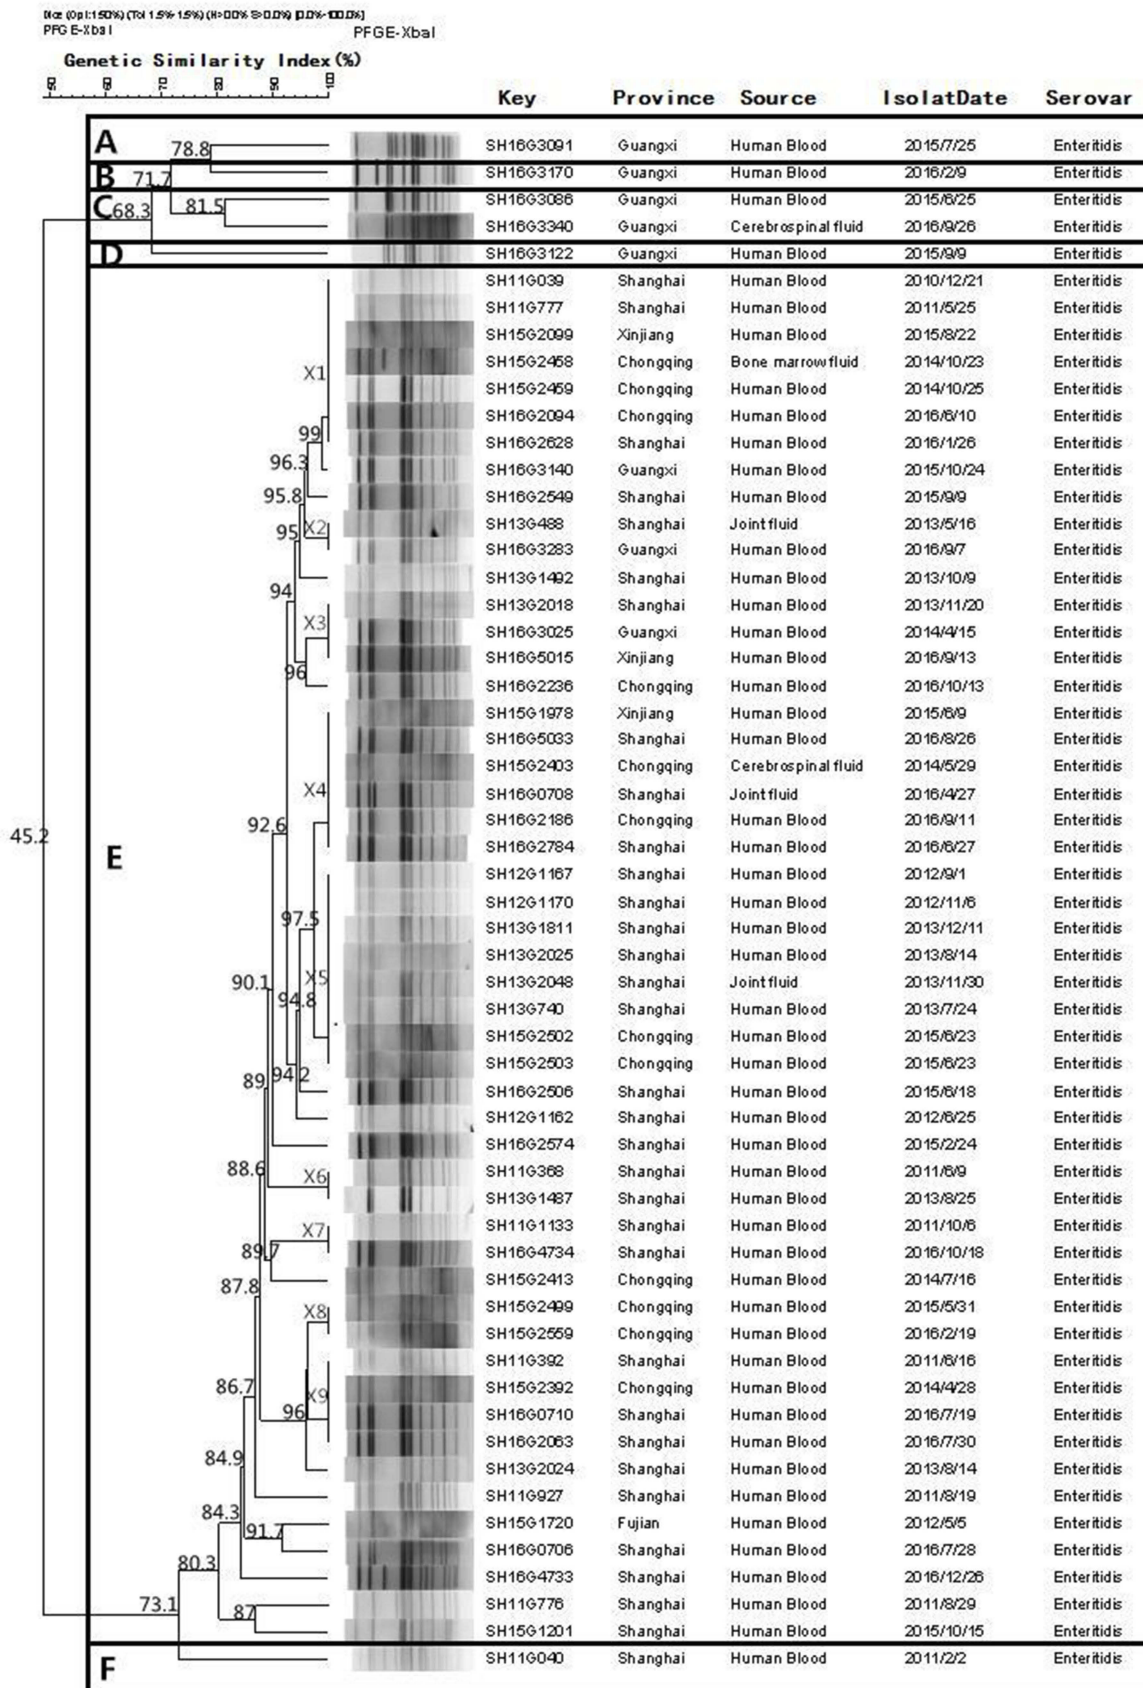 Dice (Opt:1.50%) (Tol 1.5%-1.5%) (H>0.0% S>0.0%) [0.0%-100.0%]
PFGE-XbaI PFGE-XbaI
Genetic Similarity Index(%)
50 60 70 80 90 100
Key Province Source IsolatDate Serovar
A 78.8 SH16G3091 Guangxi Human Blood 2015/7/25 Enteritidis
B 71.7 SH16G3170 Guangxi Human Blood 2016/2/9 Enteritidis
C 81.5 SH16G3086 Guangxi Human Blood 2015/6/25 Enteritidis
68.3 SH16G3340 Guangxi Cerebrospinal fluid 2016/9/26 Enteritidis
D SH16G3122 Guangxi Human Blood 2015/9/9 Enteritidis
SH11G039 Shanghai Human Blood 2010/12/21 Enteritidis
SH11G777 Shanghai Human Blood 2011/5/25 Enteritidis
SH15G2099 Xinjiang Human Blood 2015/8/22 Enteritidis
X1 SH15G2458 Chongqing Bone marrow fluid 2014/10/23 Enteritidis
SH15G2459 Chongqing Human Blood 2014/10/25 Enteritidis
SH16G2094 Chongqing Human Blood 2016/6/10 Enteritidis
99 SH16G2628 Shanghai Human Blood 2016/1/26 Enteritidis
96.3 SH16G3140 Guangxi Human Blood 2015/10/24 Enteritidis
95.8 SH16G2549 Shanghai Human Blood 2015/9/9 Enteritidis
95 X2 SH13G488 Shanghai Joint fluid 2013/5/16 Enteritidis
SH16G3283 Guangxi Human Blood 2016/9/7 Enteritidis
94 SH13G1492 Shanghai Human Blood 2013/10/9 Enteritidis
SH13G2018 Shanghai Human Blood 2013/11/20 Enteritidis
X3 SH16G3025 Guangxi Human Blood 2014/4/15 Enteritidis
SH16G5015 Xinjiang Human Blood 2016/9/13 Enteritidis
96 SH16G2236 Chongqing Human Blood 2016/10/13 Enteritidis
SH15G1978 Xinjiang Human Blood 2015/6/9 Enteritidis
SH16G5033 Shanghai Human Blood 2016/8/26 Enteritidis
SH15G2403 Chongqing Cerebrospinal fluid 2014/5/29 Enteritidis
X4 SH16G0708 Shanghai Joint fluid 2016/4/27 Enteritidis
92.6 SH16G2186 Chongqing Human Blood 2016/9/11 Enteritidis
45.2 E SH16G2784 Shanghai Human Blood 2016/6/27 Enteritidis
SH12G1167 Shanghai Human Blood 2012/9/1 Enteritidis
SH12G1170 Shanghai Human Blood 2012/11/6 Enteritidis
97.5 SH13G1811 Shanghai Human Blood 2013/12/11 Enteritidis
SH13G2025 Shanghai Human Blood 2013/8/14 Enteritidis
90.1 X5 SH13G2048 Shanghai Joint fluid 2013/11/30 Enteritidis
94.8 SH13G740 Shanghai Human Blood 2013/7/24 Enteritidis
SH15G2502 Chongqing Human Blood 2015/6/23 Enteritidis
SH15G2503 Chongqing Human Blood 2015/6/23 Enteritidis
89 94.2 SH16G2506 Shanghai Human Blood 2015/6/18 Enteritidis
SH12G1162 Shanghai Human Blood 2012/6/25 Enteritidis
SH16G2574 Shanghai Human Blood 2015/2/24 Enteritidis
88.6 X6 SH11G368 Shanghai Human Blood 2011/6/9 Enteritidis
SH13G1487 Shanghai Human Blood 2013/8/25 Enteritidis
X7 SH11G1133 Shanghai Human Blood 2011/10/6 Enteritidis
89.7 SH16G4734 Shanghai Human Blood 2016/10/18 Enteritidis
87.8 SH15G2413 Chongqing Human Blood 2014/7/16 Enteritidis
X8 SH15G2499 Chongqing Human Blood 2015/5/31 Enteritidis
SH15G2559 Chongqing Human Blood 2016/2/19 Enteritidis
SH11G392 Shanghai Human Blood 2011/6/16 Enteritidis
86.7 X9 SH15G2392 Chongqing Human Blood 2014/4/28 Enteritidis
96 SH16G0710 Shanghai Human Blood 2016/7/19 Enteritidis
SH16G2063 Shanghai Human Blood 2016/7/30 Enteritidis
84.9 SH13G2024 Shanghai Human Blood 2013/8/14 Enteritidis
SH11G927 Shanghai Human Blood 2011/8/19 Enteritidis
84.3 91.7 SH15G1720 Fujian Human Blood 2012/5/5 Enteritidis
SH16G0706 Shanghai Human Blood 2016/7/28 Enteritidis
80.3 SH16G4733 Shanghai Human Blood 2016/12/26 Enteritidis
73.1 87 SH11G776 Shanghai Human Blood 2011/8/29 Enteritidis
SH15G1201 Shanghai Human Blood 2015/10/15 Enteritidis
F SH11G040 Shanghai Human Blood 2011/2/2 Enteritidis